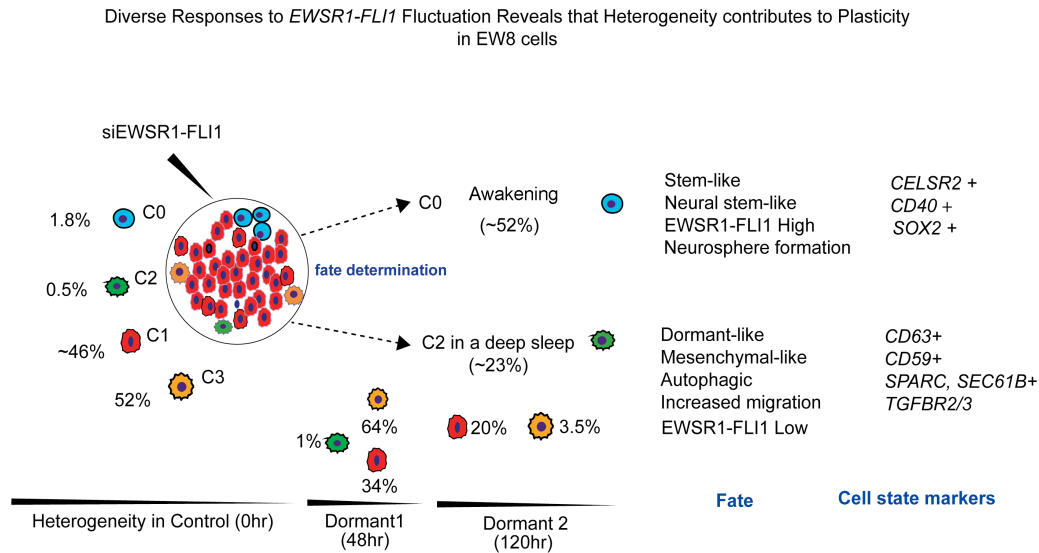 Diverse Responses to EWSR1-FLI1 Fluctuation Reveals that Heterogeneity contributes to Plasticity
in EW8 cells
siEWSR1-FLI1
1.8%
C0
0.5%
C2
~46%
C1
52%
C3
fate determination
C0
Awakening
(~52%)
C2 in a deep sleep
(~23%)
1%
64%
34%
20%
3.5%
Stem-like
Neural stem-like
EWSR1-FLI1 High
Neurosphere formation
CELSR2 +
CD40 +
SOX2 +
Dormant-like
Mesenchymal-like
Autophagic
Increased migration
EWSR1-FLI1 Low
CD63+
CD59+
SPARC, SEC61B+
TGFBR2/3
Heterogeneity in Control (0hr)
Dormant1
(48hr)
Dormant 2
(120hr)
Fate
Cell state markers